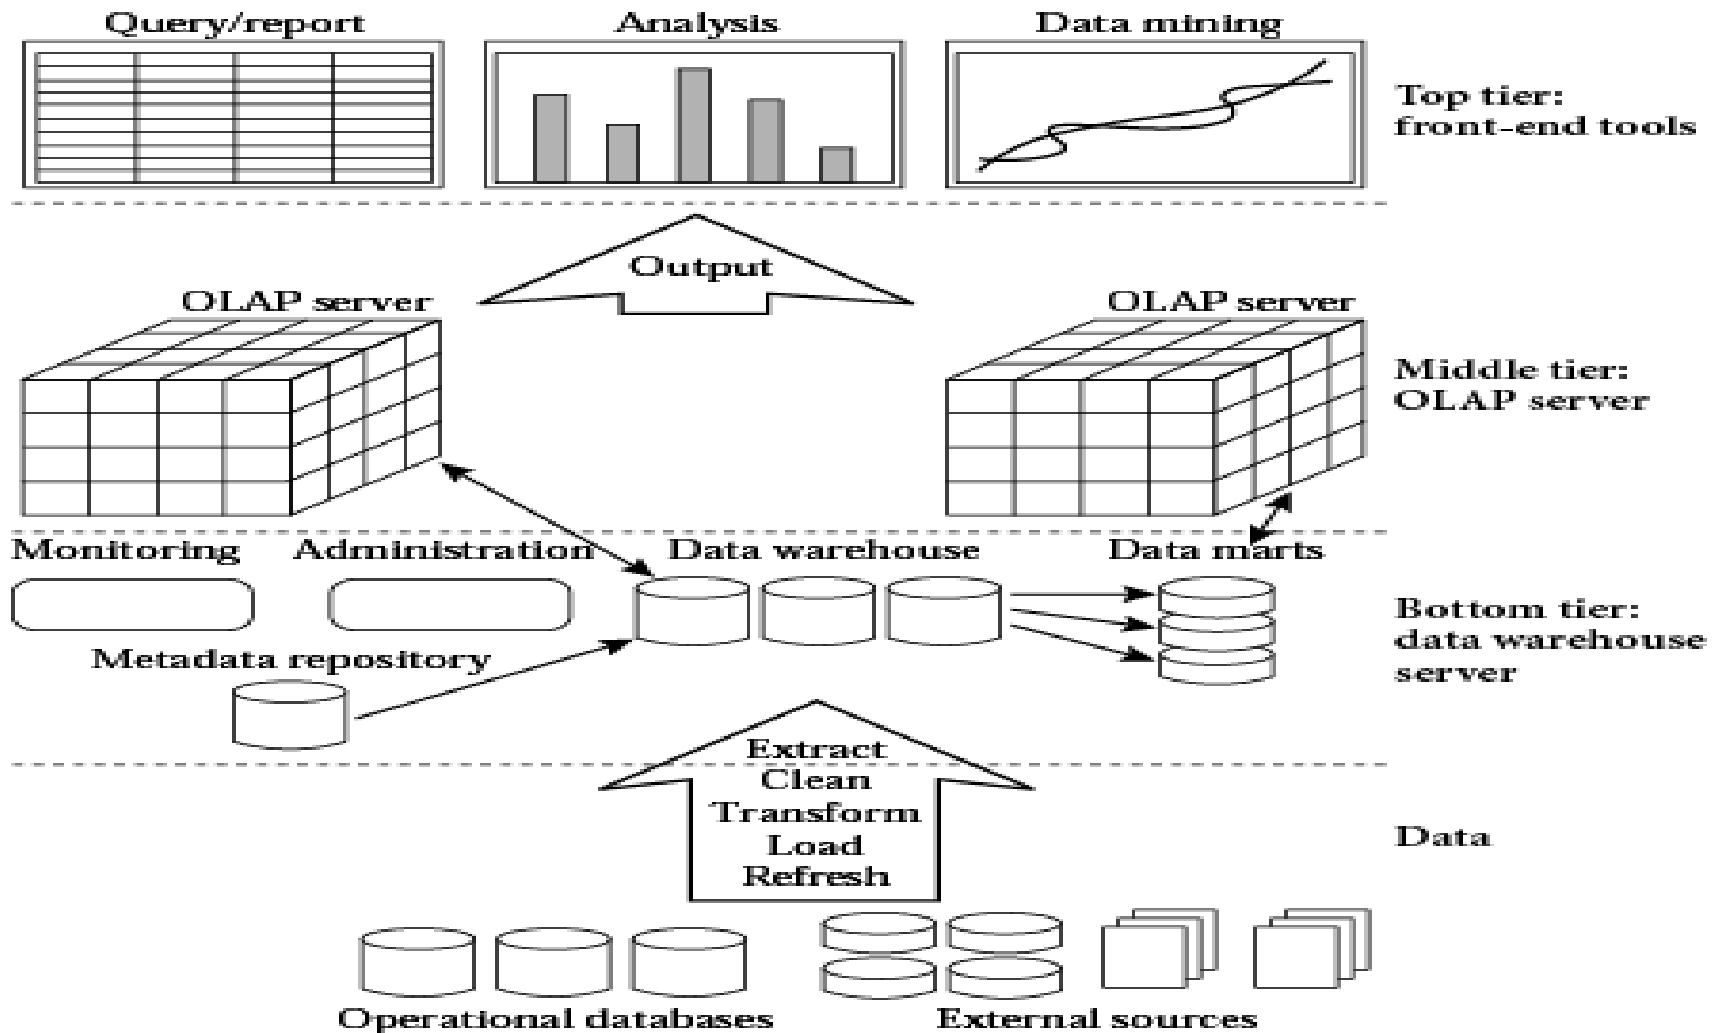 Query/report
Analysis
Data mining
Top tier:
front-end tools
Output
OLAP server
OLAP server
Middle tier:
OLAP server
Monitoring
Administration
Data warehouse
Data marts
Bottom tier:
data warehouse
server
Metadata repository
Extract
Clean
Transform
Load
Refresh
Data
Operational databases
External sources